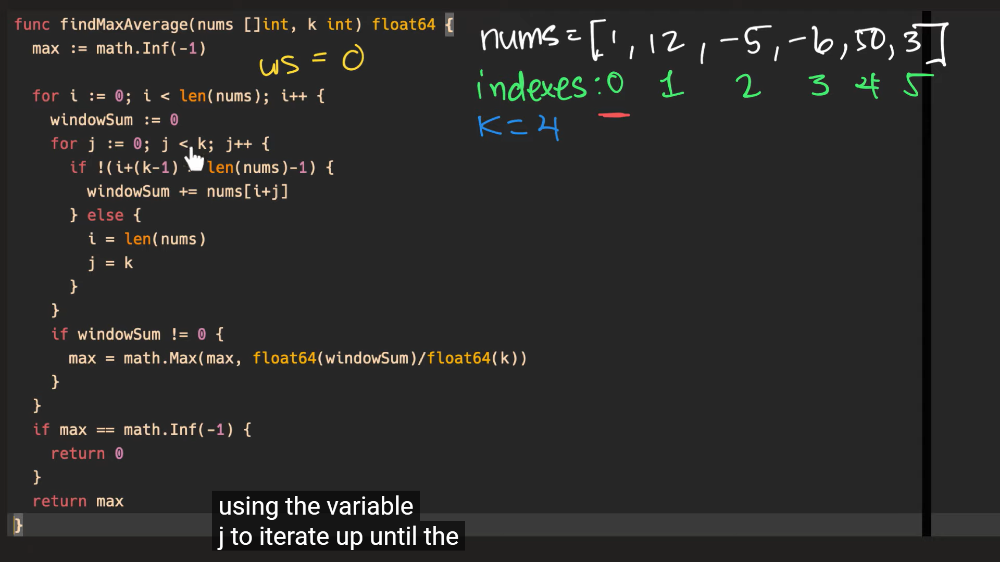 func findMaxAverage(nums []int, k int) float64 {
max := math.Inf(-1)
for i := 0; i < len(nums); i++ {
windowSum := 0
for j := 0; j < k; j++ {
if !(i+(k-1) len(nums)-1) {
windowSum += nums[i+j]
} else {
i = len(nums)
j = k
}
}
if windowSum != 0 {
max = math.Max(max, float64(windowSum)/float64(k))
}
}
if max == math.Inf(-1) {
return 0
}
return max
}
ws = 0
nums = [1, 12, -5, -6, 50, 3]
indexes: 0 1 2 3 4 5
K = 4
using the variable
j to iterate up until the